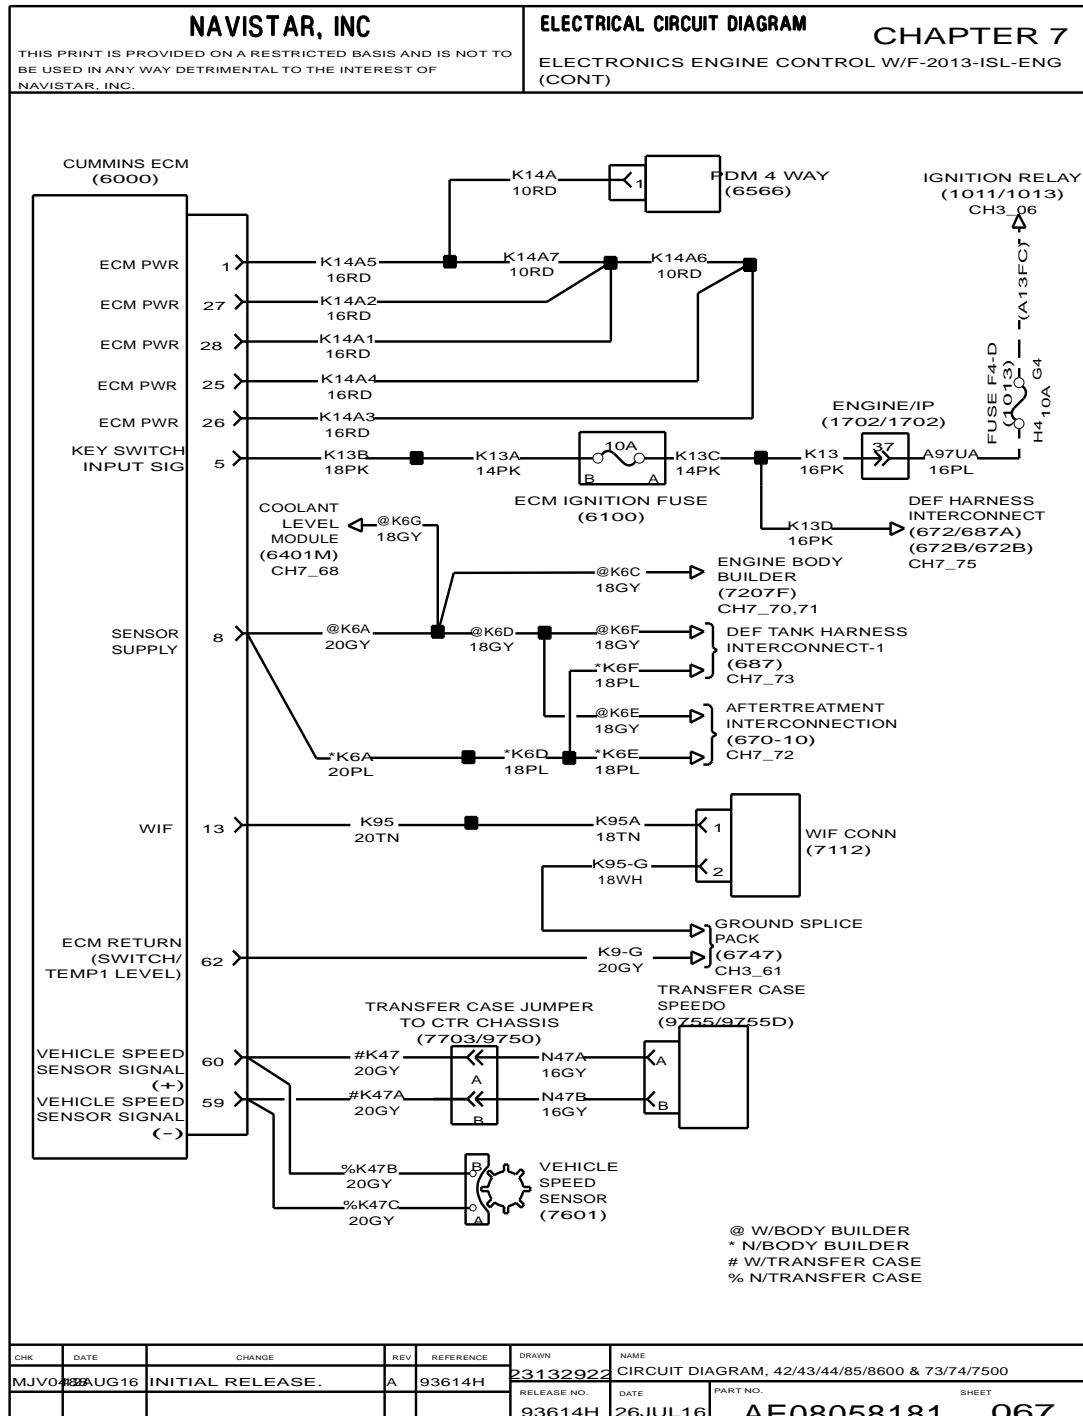 NAVISTAR, INC
THIS PRINT IS PROVIDED ON A RESTRICTED BASIS AND IS NOT TO
BE USED IN ANY WAY DETRIMENTAL TO THE INTEREST OF
NAVISTAR, INC.
ELECTRICAL CIRCUIT DIAGRAM
CHAPTER 7
ELECTRONICS ENGINE CONTROL W/F-2013-ISL-ENG
(CONT)
CUMMINS ECM
(6000)
K14A
10RD
1
PDM 4 WAY
(6566)
IGNITION RELAY
(1011/1013)
CH3_06
(A13FC)
FUSE F4-D
(1013)
G4
10A
H4
ECM PWR
1
K14A5
16RD
K14A7
10RD
K14A6
10RD
ECM PWR
27
K14A2
16RD
ECM PWR
28
K14A1
16RD
ECM PWR
25
K14A4
16RD
ECM PWR
26
K14A3
16RD
KEY SWITCH
INPUT SIG
5
K13B
18PK
K13A
14PK
10A
B
A
ECM IGNITION FUSE
(6100)
K13C
14PK
K13
16PK
ENGINE/IP
(1702/1702)
37
A97UA
16PL
K13D
16PK
DEF HARNESS
INTERCONNECT
(672/687A)
(672B/672B)
CH7_75
COOLANT
LEVEL
MODULE
(6401M)
CH7_68
@K6G
18GY
@K6C
18GY
ENGINE BODY
BUILDER
(7207F)
CH7_70,71
SENSOR
SUPPLY
8
@K6A
20GY
@K6D
18GY
@K6F
18GY
*K6F
18PL
DEF TANK HARNESS
INTERCONNECT-1
(687)
CH7_73
@K6E
18GY
AFTERTREATMENT
INTERCONNECTION
(670-10)
CH7_72
*K6A
20PL
*K6D
18PL
*K6E
18PL
WIF
13
K95
20TN
K95A
18TN
1
K95-G
18WH
2
WIF CONN
(7112)
GROUND SPLICE
PACK
(6747)
CH3_61
ECM RETURN
(SWITCH/
TEMP1 LEVEL)
62
K9-G
20GY
TRANSFER CASE JUMPER
TO CTR CHASSIS
(7703/9750)
TRANSFER CASE
SPEEDO
(9755/9755D)
VEHICLE SPEED
SENSOR SIGNAL
(+)
60
#K47
20GY
A
N47A
16GY
A
VEHICLE SPEED
SENSOR SIGNAL
(-)
59
#K47A
20GY
B
N47B
16GY
B
%K47B
20GY
B
%K47C
20GY
A
VEHICLE
SPEED
SENSOR
(7601)
@ W/BODY BUILDER
* N/BODY BUILDER
# W/TRANSFER CASE
% N/TRANSFER CASE
CHK
DATE
CHANGE
REV
REFERENCE
DRAWN
NAME
AUG16
INITIAL RELEASE.
A
93614H
23132922
CIRCUIT DIAGRAM, 42/43/44/85/8600 & 73/74/7500
RELEASE NO.
DATE
PART NO.
SHEET
93614H
26JUL16
AE08058181
067